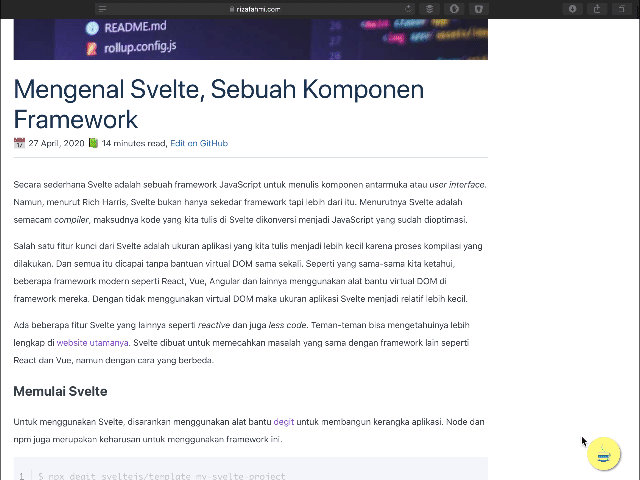 rizafahmi.com
README.md
rollup.config.js
Mengenal Svelte, Sebuah Komponen
Framework
27 April, 2020 14 minutes read, Edit on GitHub
Secara sederhana Svelte adalah sebuah framework JavaScript untuk menulis komponen antarmuka atau user interface.
Namun, menurut Rich Harris, Svelte bukan hanya sekedar framework tapi lebih dari itu. Menurutnya Svelte adalah
semacam compiler, maksudnya kode yang kita tulis di Svelte dikonversi menjadi JavaScript yang sudah dioptimasi.
Salah satu fitur kunci dari Svelte adalah ukuran aplikasi yang kita tulis menjadi lebih kecil karena proses kompilasi yang
dilakukan. Dan semua itu dicapai tanpa bantuan virtual DOM sama sekali. Seperti yang sama-sama kita ketahui,
beberapa framework modern seperti React, Vue, Angular dan lainnya menggunakan alat bantu virtual DOM di
framework mereka. Dengan tidak menggunakan virtual DOM maka ukuran aplikasi Svelte menjadi relatif lebih kecil.
Ada beberapa fitur Svelte yang lainnya seperti reactive dan juga less code. Teman-teman bisa mengetahuinya lebih
lengkap di website utamanya. Svelte dibuat untuk memecahkan masalah yang sama dengan framework lain seperti
React dan Vue, namun dengan cara yang berbeda.
Memulai Svelte
Untuk menggunakan Svelte, disarankan menggunakan alat bantu degit untuk membangun kerangka aplikasi. Node dan
npm juga merupakan keharusan untuk menggunakan framework ini.
1 $ npx degit sveltejs/template my-svelte-project